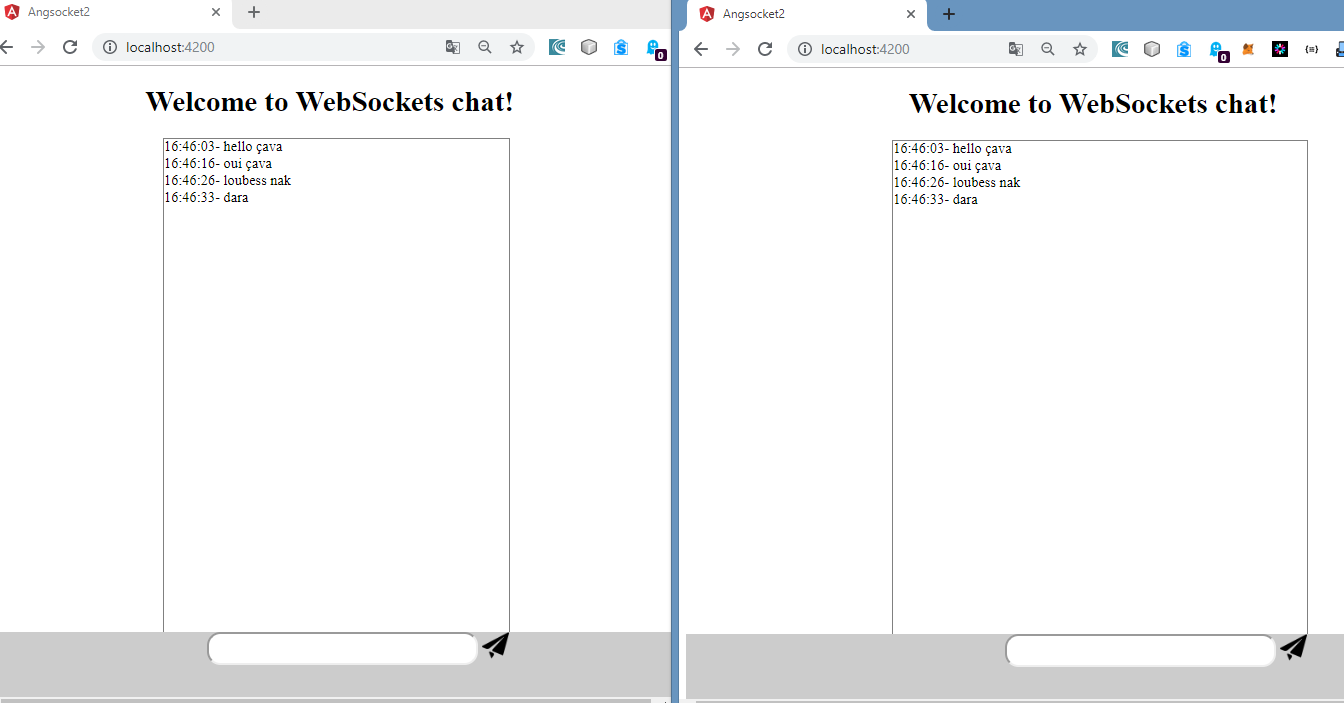 Angsocket2
localhost:4200
0
Welcome to WebSockets chat!
16:46:03- hello çava
16:46:16- oui çava
16:46:26- loubess nak
16:46:33- dara
Angsocket2
localhost:4200
0
Welcome to WebSockets chat!
16:46:03- hello çava
16:46:16- oui çava
16:46:26- loubess nak
16:46:33- dara